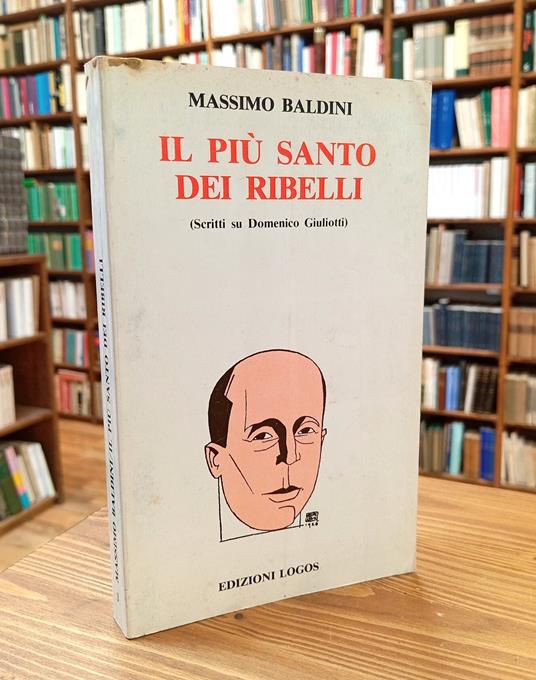 MASSIMO BALDINI
IL PIÙ SANTO
DEI RIBELLI
(Scritti su Domenico Giuliotti)
1926
EDIZIONI LOGOS
MASSIMO BALDINI IL PIÙ SANTO DEI RIBELLI